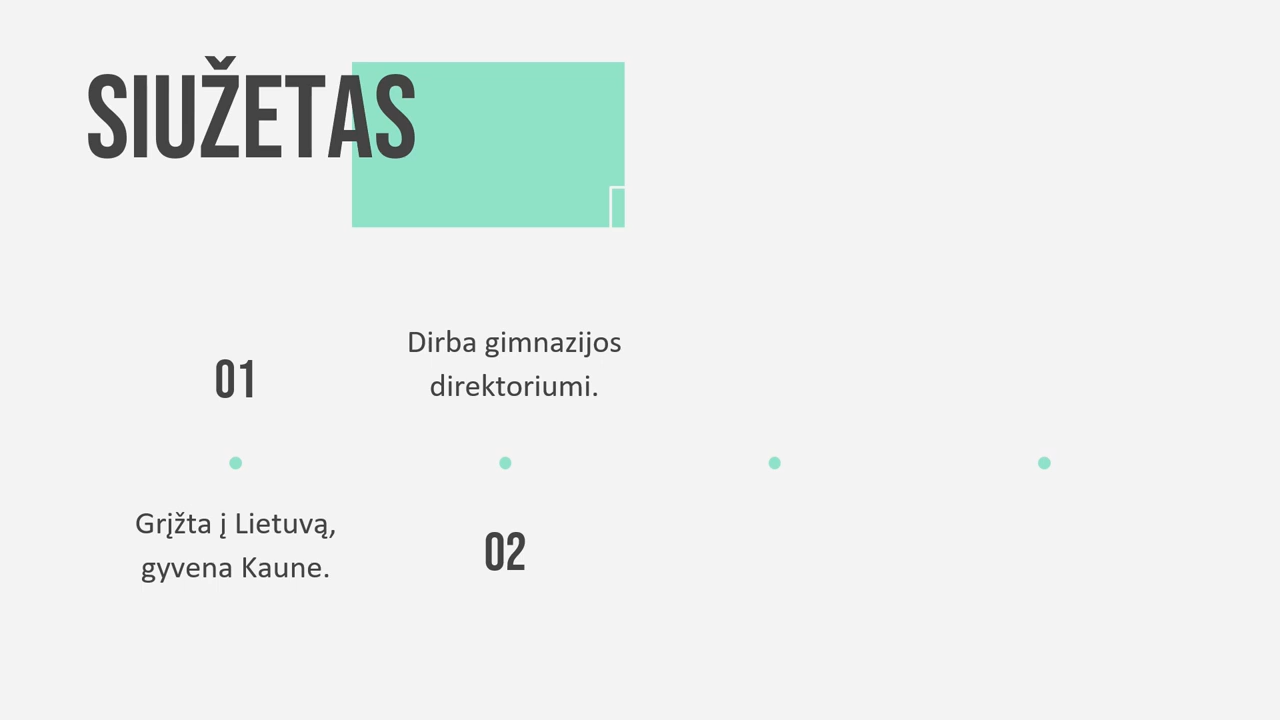 SIUŽETAS
01
Grįžta į Lietuvą,
gyvena Kaune.
Dirba gimnazijos
direktoriumi.
02